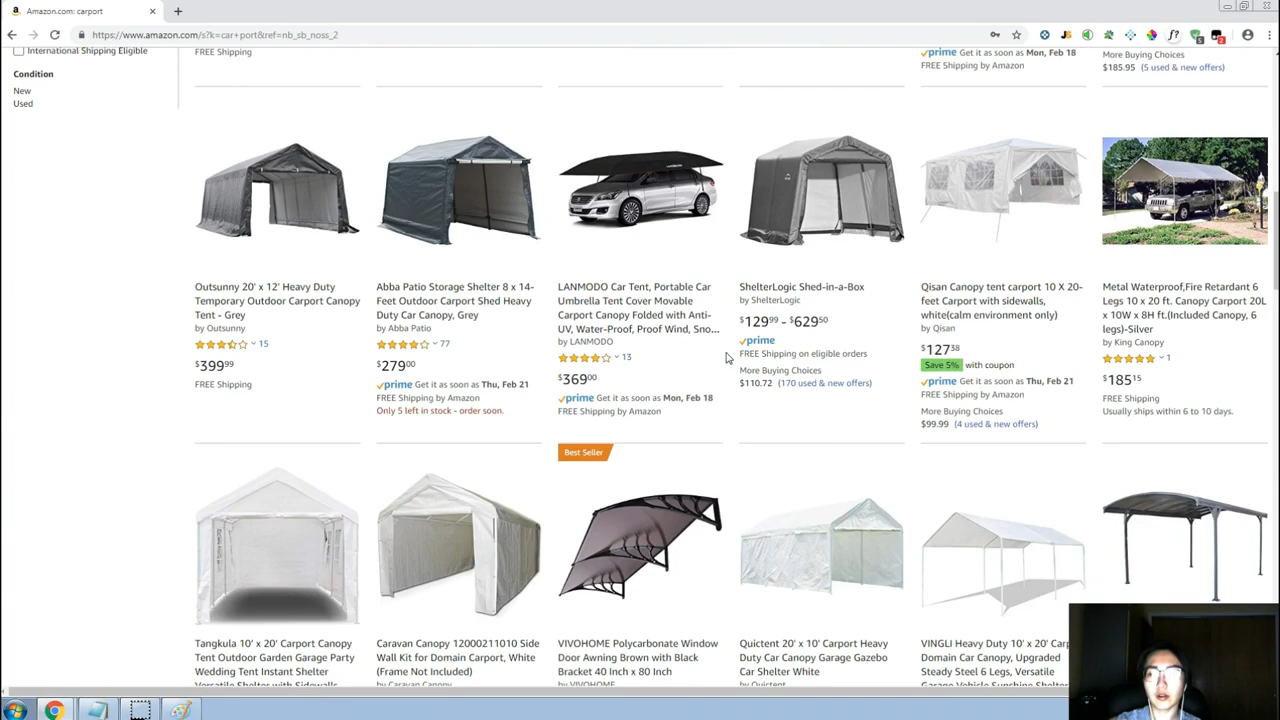 Amazon.com: carport
https://www.amazon.com/s?k=car+port&ref=nb_sb_noss_2
International Shipping Eligible
Condition
New
Used
FREE Shipping
prime Get it as soon as Mon, Feb 18
FREE Shipping by Amazon
More Buying Choices
$185.95 (5 used & new offers)
Outsunny 20' x 12' Heavy Duty
Temporary Outdoor Carport Canopy
Tent - Grey
by Outsunny
15
$399.99
FREE Shipping
Abba Patio Storage Shelter 8 x 14-
Feet Outdoor Carport Shed Heavy
Duty Car Canopy, Grey
by Abba Patio
77
$279.00
prime Get it as soon as Thu, Feb 21
FREE Shipping by Amazon
Only 5 left in stock - order soon.
LANMODO Car Tent, Portable Car
Umbrella Tent Cover Movable
Carport Canopy Folded with Anti-
UV, Water-Proof, Proof Wind, Sno...
by LANMODO
13
$369.00
prime Get it as soon as Mon, Feb 18
FREE Shipping by Amazon
ShelterLogic Shed-in-a-Box
by ShelterLogic
$129.99 - $629.50
prime
FREE Shipping on eligible orders
More Buying Choices
$110.72 (170 used & new offers)
Qisan Canopy tent carport 10 X 20-
feet Carport with sidewalls,
white(calm environment only)
by Qisan
$127.38
Save 5% with coupon
prime Get it as soon as Thu, Feb 21
FREE Shipping by Amazon
More Buying Choices
$99.99 (4 used & new offers)
Metal Waterproof,Fire Retardant 6
Legs 10 x 20 ft. Canopy Carport 20L
x 10W x 8H ft.(Included Canopy, 6
legs)-Silver
by King Canopy
1
$185.15
FREE Shipping
Usually ships within 6 to 10 days.
Tangkula 10' x 20' Carport Canopy
Tent Outdoor Garden Garage Party
Wedding Tent Instant Shelter
Versatile Shelter with Sidewalls
Caravan Canopy 12000211010 Side
Wall Kit for Domain Carport, White
(Frame Not Included)
by Caravan Canopy
Best Seller
VIVOHOME Polycarbonate Window
Door Awning Brown with Black
Bracket 40 Inch x 80 Inch
by VIVOHOME
Quictent 20' x 10' Carport Heavy
Duty Car Canopy Garage Gazebo
Car Shelter White
by Quictent
VINGLI Heavy Duty 10' x 20'
Domain Car Canopy, Upgraded
Steady Steel 6 Legs, Versatile
Garage Vehicle Sunshine Shelter